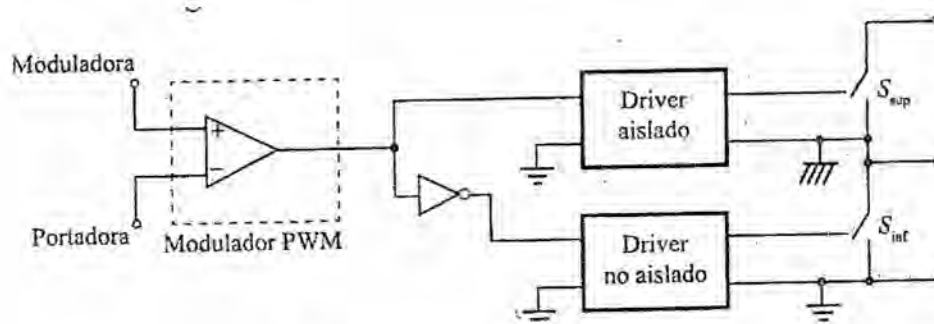 Moduladora
+
−
Portadora
Modulador PWM
Driver
aislado
Driver
no aislado
S_sup
S_inf